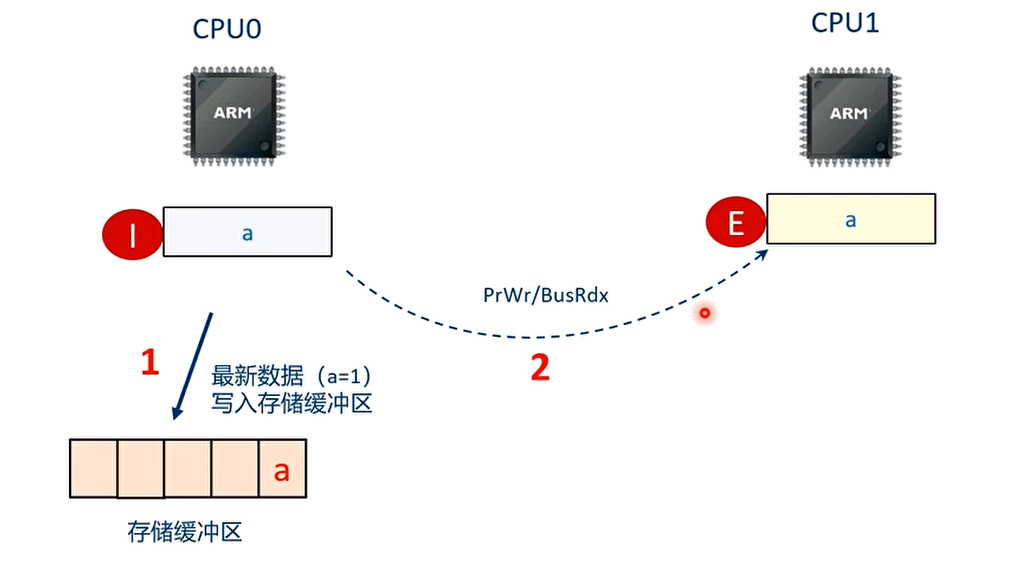 CPU0
CPU1
ARM
ARM
I
a
E
a
PrWr/BusRdx
1
2
最新数据（a=1）
写入存储缓冲区
a
存储缓冲区